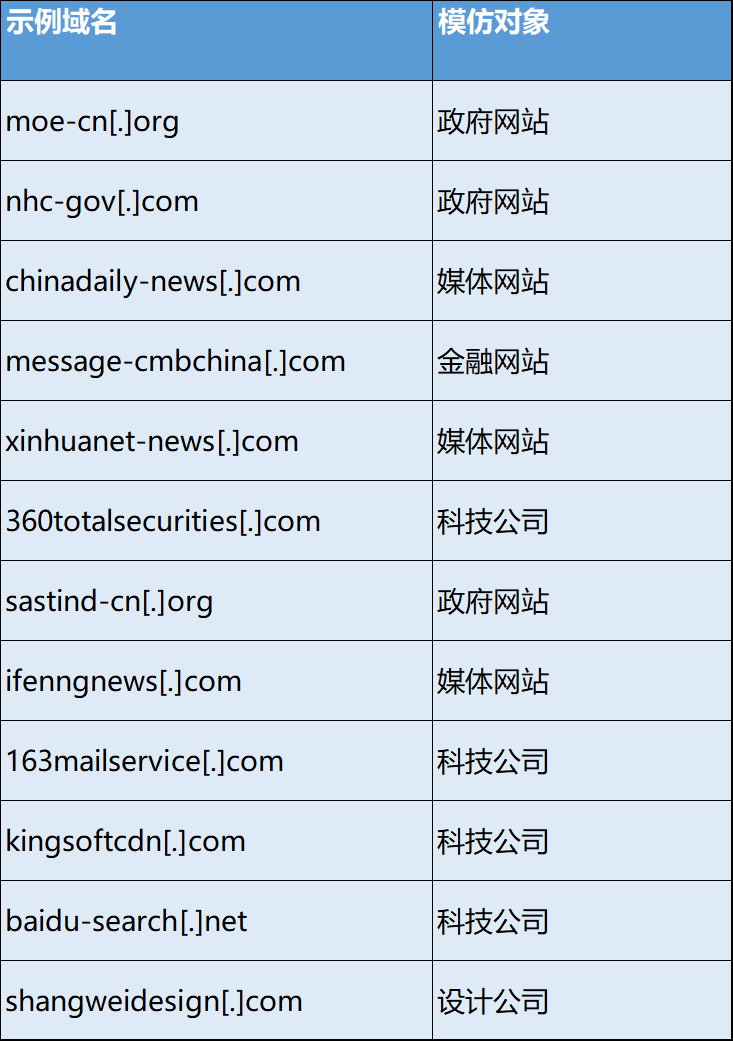 示例域名 模仿对象
moe-cn[.]org 政府网站
nhc-gov[.]com 政府网站
chinadaily-news[.]com 媒体网站
message-cmbchina[.]com 金融网站
xinhuanet-news[.]com 媒体网站
360totalsecurities[.]com 科技公司
sastind-cn[.]org 政府网站
ifenngnews[.]com 媒体网站
163mailservice[.]com 科技公司
kingsoftcdn[.]com 科技公司
baidu-search[.]net 科技公司
shangweidesign[.]com 设计公司